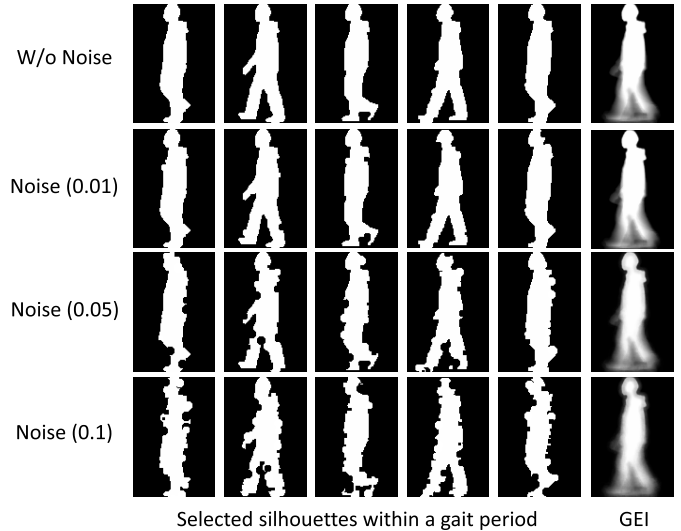 W/o Noise
Noise (0.01)
Noise (0.05)
Noise (0.1)
Selected silhouettes within a gait period GEI